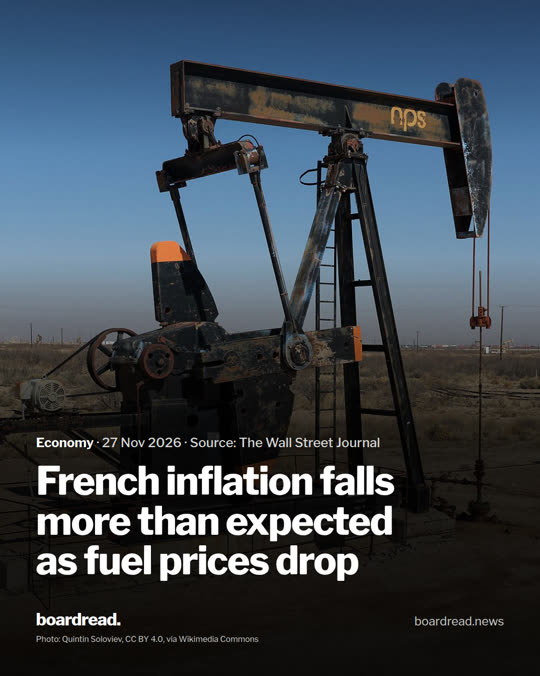 nps
Economy · 27 Nov 2026 · Source: The Wall Street Journal
French inflation falls
more than expected
as fuel prices drop
boardread.
boardread.news
Photo: Quintin Soloviev, CC BY 4.0, via Wikimedia Commons